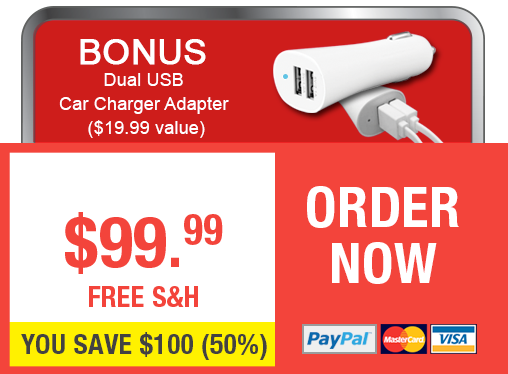 BONUS
Dual USB
Car Charger Adapter
($19.99 value)
$99.99
FREE S&H
YOU SAVE $100 (50%)
ORDER
NOW
PayPal MasterCard VISA